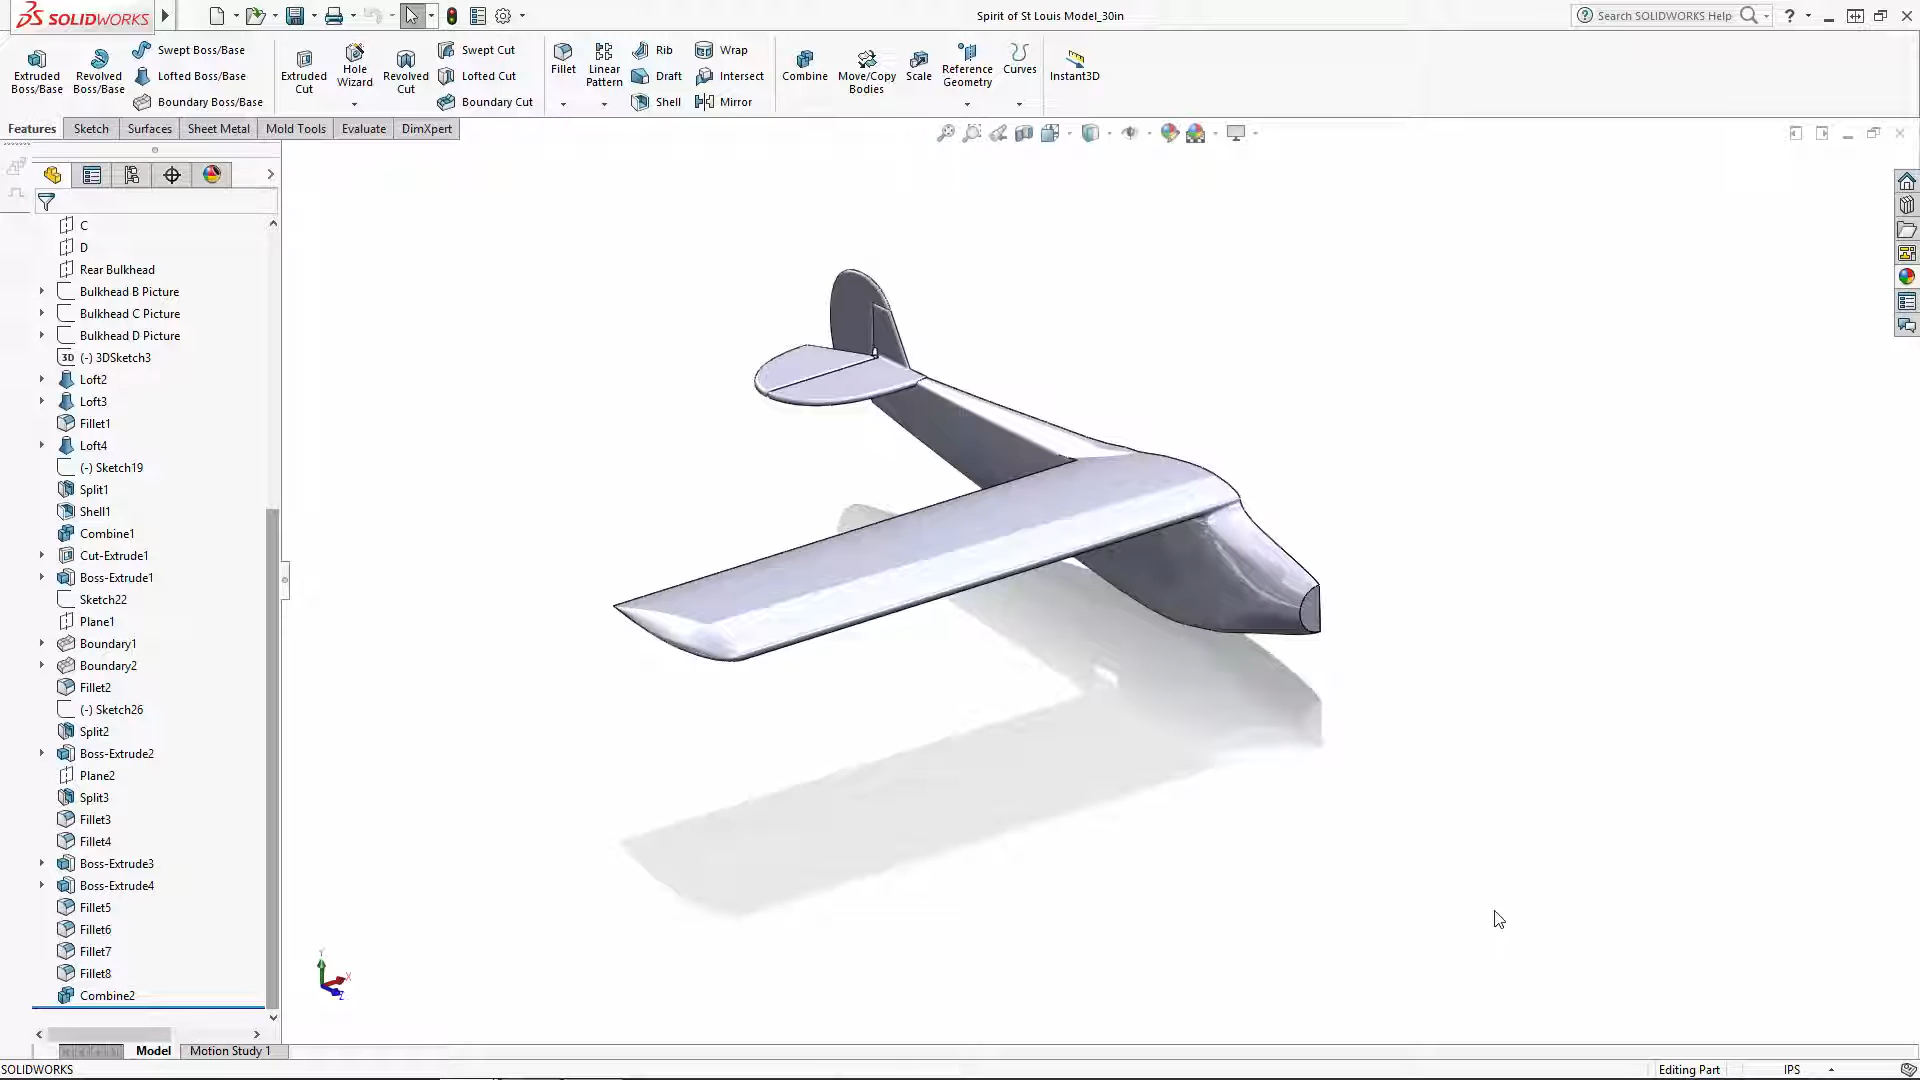 SOLIDWORKS
Spirit of St Louis Model_30in
Search SOLIDWORKS Help
?
Extruded
Boss/Base
Revolved
Boss/Base
Swept Boss/Base
Lofted Boss/Base
Boundary Boss/Base
Extruded
Cut
Hole
Wizard
Revolved
Cut
Swept Cut
Lofted Cut
Boundary Cut
Fillet
Linear
Pattern
Rib
Draft
Shell
Wrap
Intersect
Mirror
Combine
Move/Copy
Bodies
Scale
Reference
Geometry
Curves
Instant3D
Features
Sketch
Surfaces
Sheet Metal
Mold Tools
Evaluate
DimXpert
C
D
Rear Bulkhead
Bulkhead B Picture
Bulkhead C Picture
Bulkhead D Picture
3D (-) 3DSketch3
Loft2
Loft3
Fillet1
Loft4
(-) Sketch19
Split1
Shell1
Combine1
Cut-Extrude1
Boss-Extrude1
Sketch22
Plane1
Boundary1
Boundary2
Fillet2
(-) Sketch26
Split2
Boss-Extrude2
Plane2
Split3
Fillet3
Fillet4
Boss-Extrude3
Boss-Extrude4
Fillet5
Fillet6
Fillet7
Fillet8
Combine2
Y
X
Z
Model
Motion Study 1
SOLIDWORKS
Editing Part
IPS